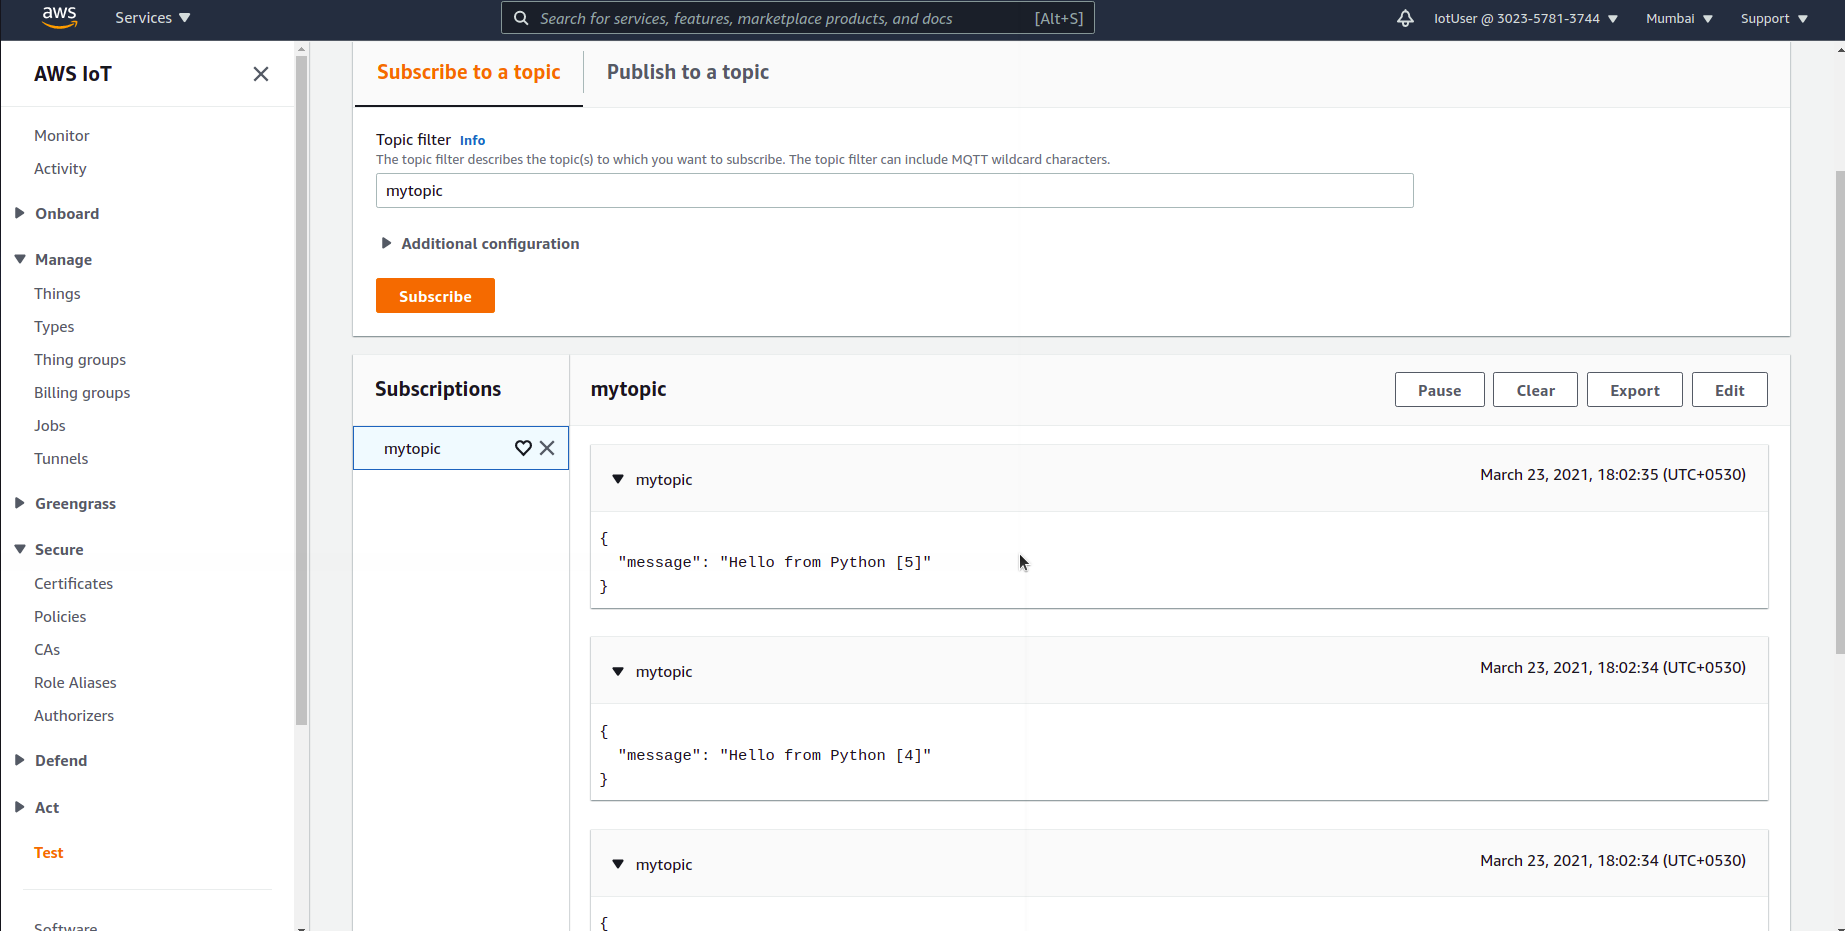 aws Services Search for services, features, marketplace products, and docs [Alt+S] IotUser @ 3023-5781-3744 Mumbai Support
AWS IoT
Monitor
Activity
Onboard
Manage
Things
Types
Thing groups
Billing groups
Jobs
Tunnels
Greengrass
Secure
Certificates
Policies
CAs
Role Aliases
Authorizers
Defend
Act
Test
Software
Subscribe to a topic Publish to a topic
Topic filter Info
The topic filter describes the topic(s) to which you want to subscribe. The topic filter can include MQTT wildcard characters.
mytopic
Additional configuration
Subscribe
Subscriptions
mytopic
mytopic Pause Clear Export Edit
mytopic March 23, 2021, 18:02:35 (UTC+0530)
{
"message": "Hello from Python [5]"
}
mytopic March 23, 2021, 18:02:34 (UTC+0530)
{
"message": "Hello from Python [4]"
}
mytopic March 23, 2021, 18:02:34 (UTC+0530)
{